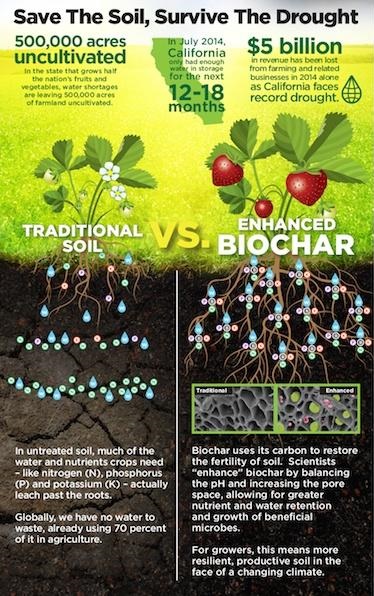 Save The Soil, Survive The Drought
500,000 acres
uncultivated
In the state that grows half
the nation's fruits and
vegetables, water shortages
are leaving 500,000 acres
of farmland uncultivated.
In July 2014,
California
only had enough
water in storage
for the next
12-18
months
$5 billion
in revenue has been lost
from farming and related
businesses in 2014 alone
as California faces
record drought.
TRADITIONAL
SOIL
VS.
ENHANCED
BIOCHAR
Traditional
Enhanced
In untreated soil, much of the
water and nutrients crops need
– like nitrogen (N), phosphorus
(P) and potassium (K) – actually
leach past the roots.
Globally, we have no water to
waste, already using 70 percent
of it in agriculture.
Biochar uses its carbon to restore
the fertility of soil. Scientists
"enhance" biochar by balancing
the pH and increasing the pore
space, allowing for greater
nutrient and water retention
and growth of beneficial
microbes.
For growers, this means more
resilient, productive soil in the
face of a changing climate.